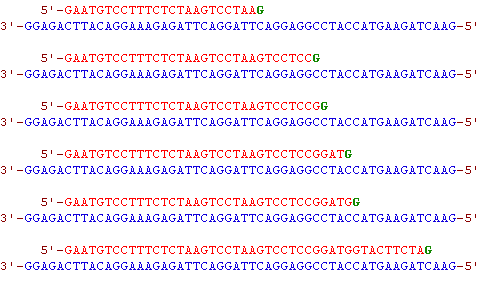 5'-GAATGTCCTTTCTCTAAGTCCTAAG
3'-GGAGACTTACAGGAAAGAGATTCAGGATTCAGGAGGCCTACCATGAAGATCAAG-5'
5'-GAATGTCCTTTCTCTAAGTCCTAAGTCCTCCG
3'-GGAGACTTACAGGAAAGAGATTCAGGATTCAGGAGGCCTACCATGAAGATCAAG-5'
5'-GAATGTCCTTTCTCTAAGTCCTAAGTCCTCCGG
3'-GGAGACTTACAGGAAAGAGATTCAGGATTCAGGAGGCCTACCATGAAGATCAAG-5'
5'-GAATGTCCTTTCTCTAAGTCCTAAGTCCTCCGGATG
3'-GGAGACTTACAGGAAAGAGATTCAGGATTCAGGAGGCCTACCATGAAGATCAAG-5'
5'-GAATGTCCTTTCTCTAAGTCCTAAGTCCTCCGGATGG
3'-GGAGACTTACAGGAAAGAGATTCAGGATTCAGGAGGCCTACCATGAAGATCAAG-5'
5'-GAATGTCCTTTCTCTAAGTCCTAAGTCCTCCGGATGGTACTTCTAG
3'-GGAGACTTACAGGAAAGAGATTCAGGATTCAGGAGGCCTACCATGAAGATCAAG-5'